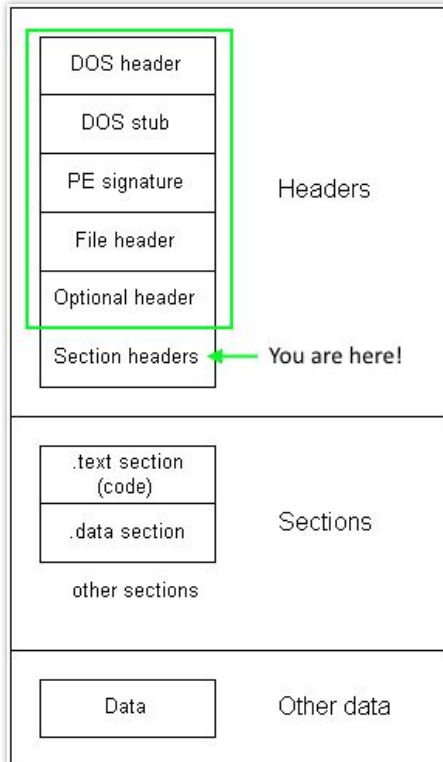 DOS header
DOS stub
PE signature
Headers
File header
Optional header
Section headers
You are here!
.text section
(code)
.data section
Sections
other sections
Data
Other data